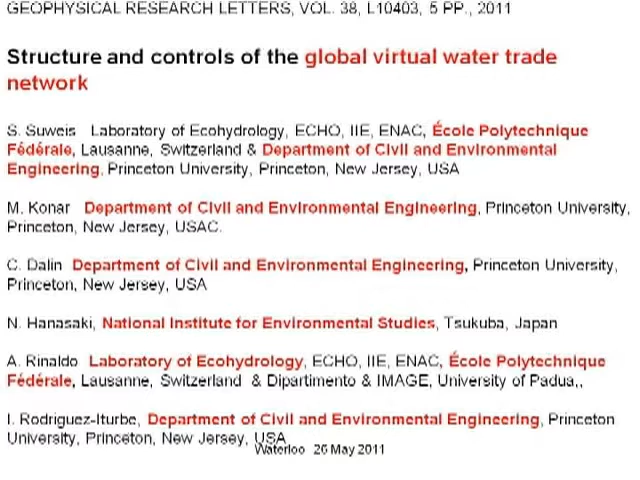 GEOPHYSICAL RESEARCH LETTERS, VOL. 38, L10403, 5 PP., 2011
Structure and controls of the global virtual water trade
network
S. Suweis Laboratory of Ecohydrology, ECHO, IIE, ENAC, École Polytechnique
Fédérale, Lausanne, Switzerland & Department of Civil and Environmental
Engineering, Princeton University, Princeton, New Jersey, USA
M. Konar Department of Civil and Environmental Engineering, Princeton University,
Princeton, New Jersey, USAC.
C. Dalin Department of Civil and Environmental Engineering, Princeton University,
Princeton, New Jersey, USA
N. Hanasaki, National Institute for Environmental Studies, Tsukuba, Japan
A. Rinaldo Laboratory of Ecohydrology, ECHO, IIE, ENAC, École Polytechnique
Fédérale, Lausanne, Switzerland & Dipartimento & IMAGE, University of Padua,,
I. Rodriguez-Iturbe, Department of Civil and Environmental Engineering, Princeton
University, Princeton, New Jersey, USA
Waterloo 26 May 2011